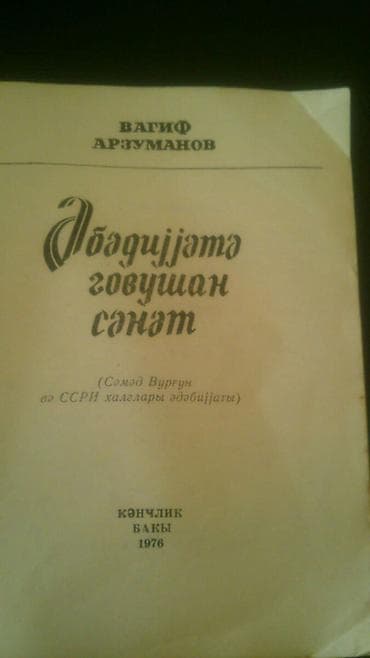 ВАГИФ
АРЗУМАНОВ
Әбәдијјәтә
говушан
сәнәт
(Сәмәд Вурғун
вә ССРИ халглары әдәбијјаты)
КӘНЧЛИК
БАКЫ
1976